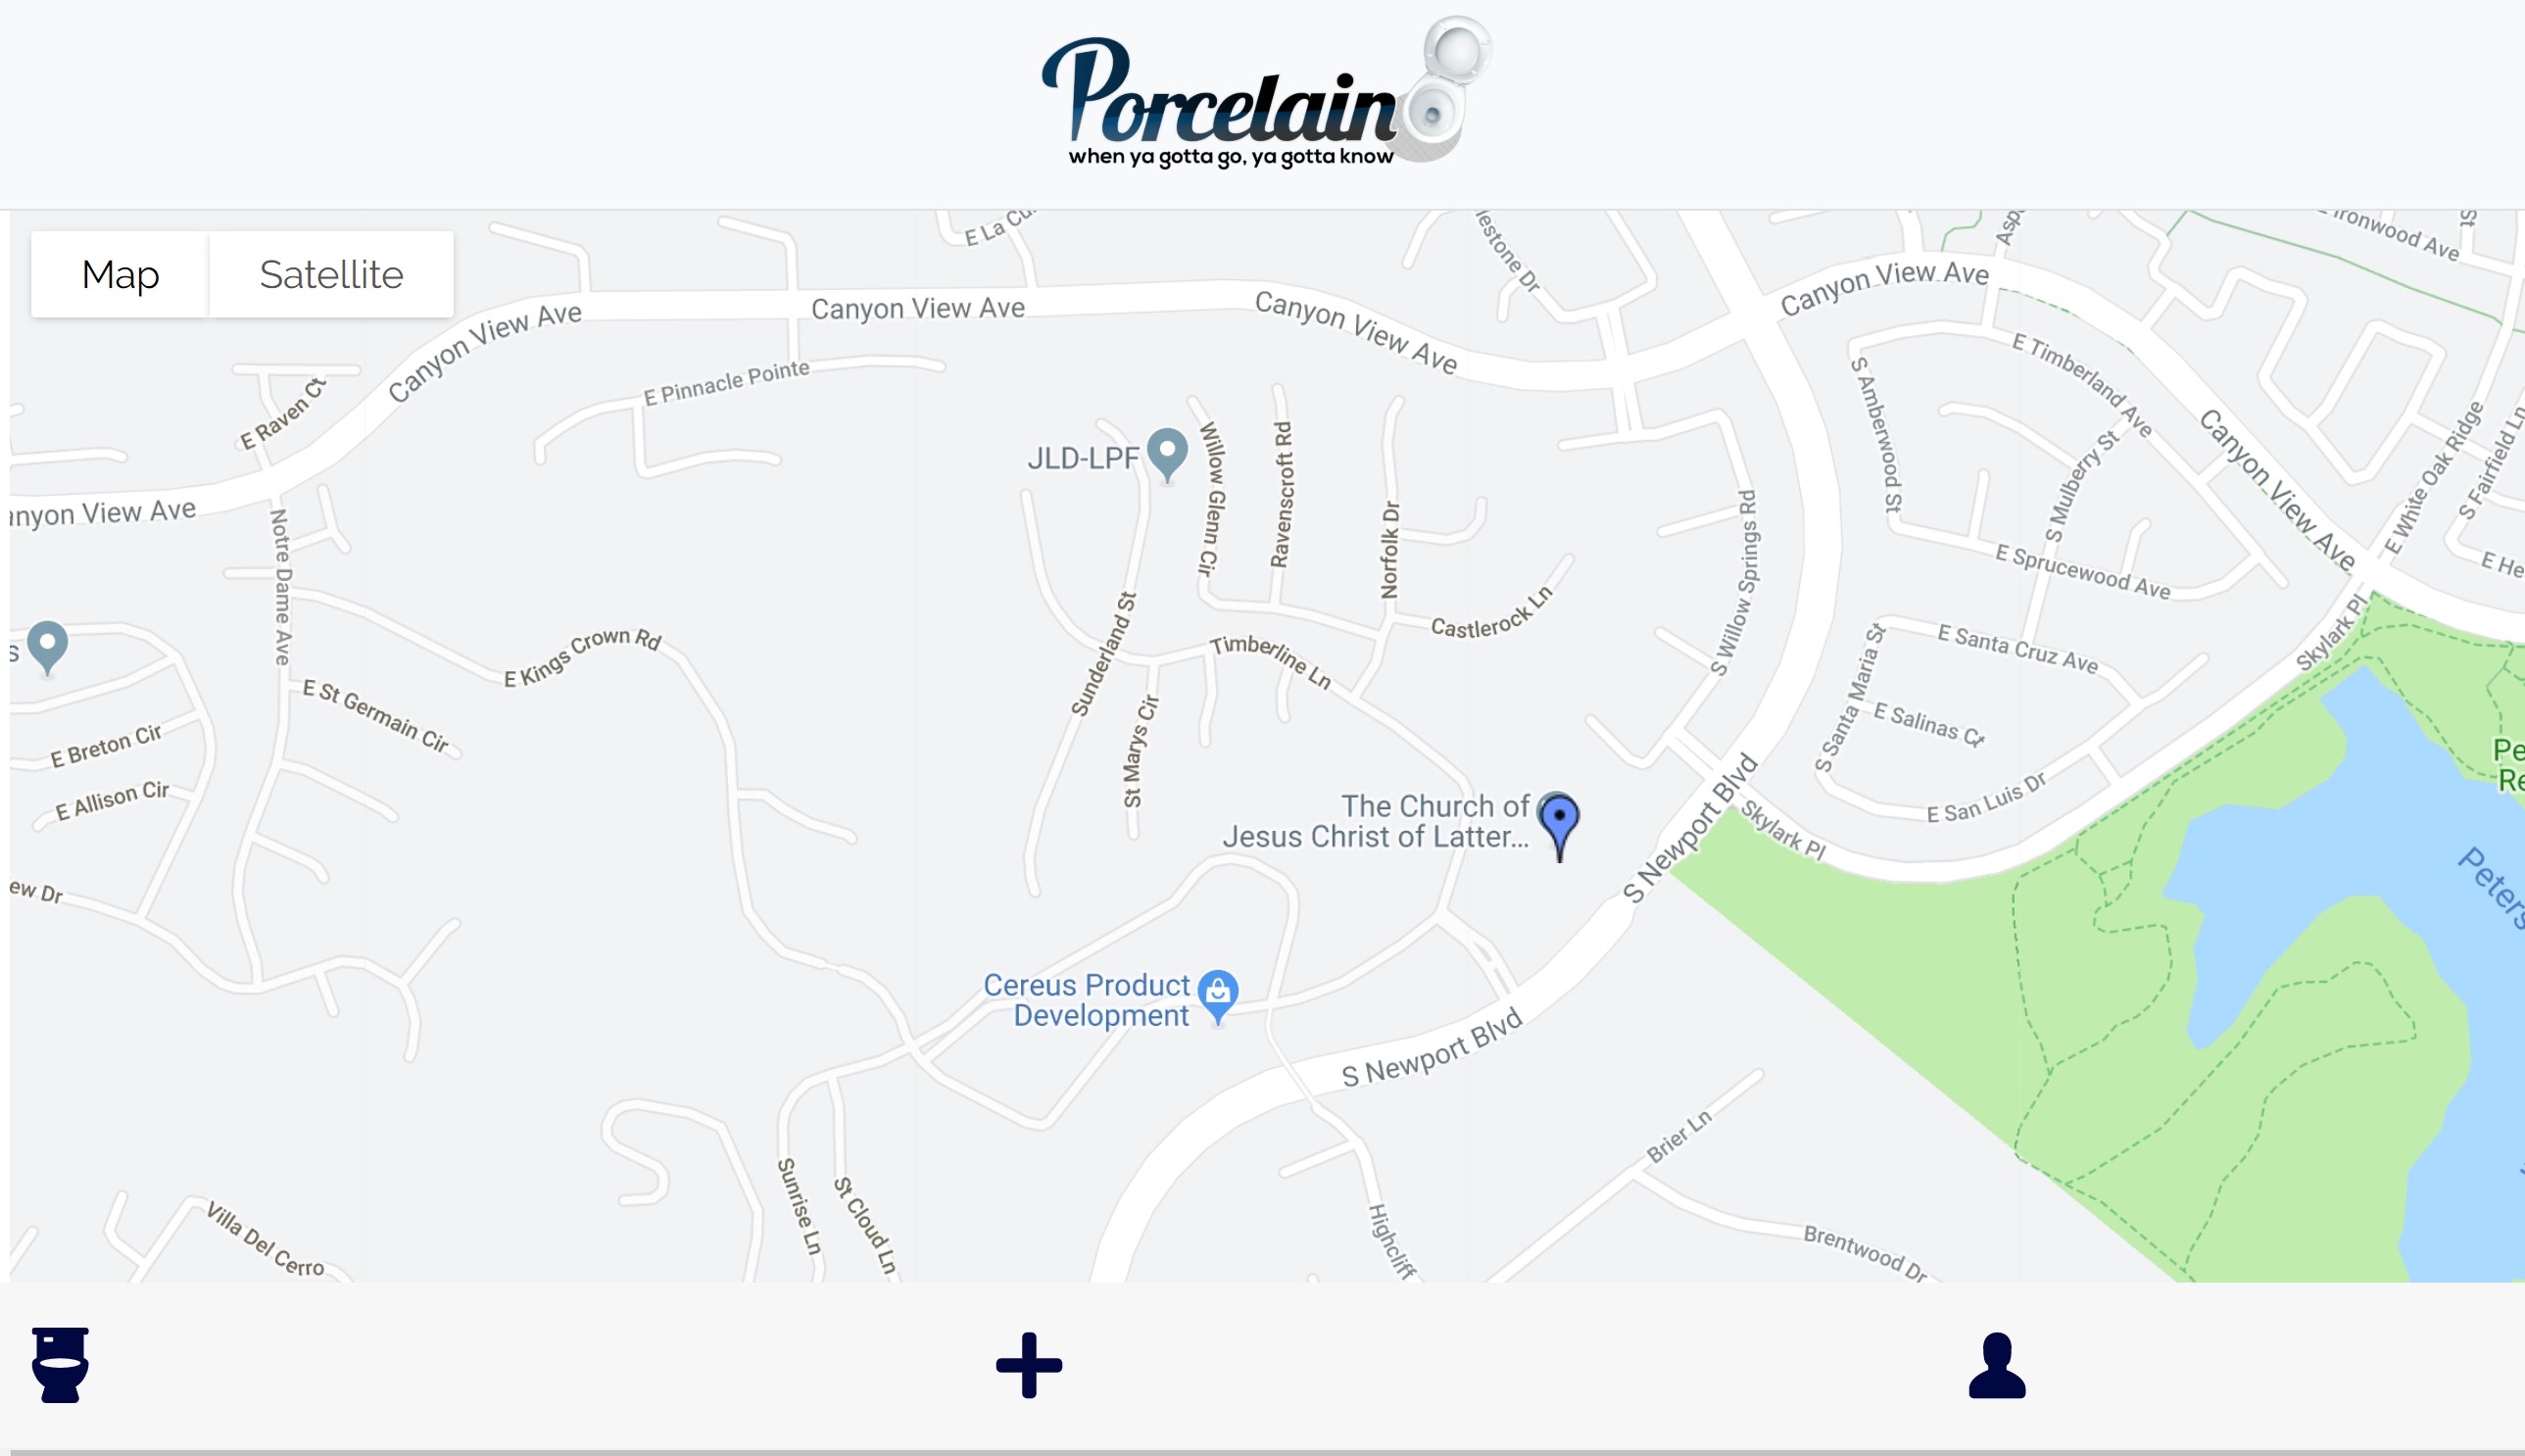 Porcelain
when ya gotta go, ya gotta know
Map
Satellite
E La Cu
lestone Dr
Asp
Ironwood Ave
St
Canyon View Ave
Canyon View Ave
Canyon View Ave
Canyon View Ave
Canyon View Ave
anyon View Ave
E Raven Ct
E Pinnacle Pointe
JLD-LPF
Willow Glenn Cir
Ravenscroft Rd
Norfolk Dr
S Willow Springs Rd
S Amberwood St
E Timberland Ave
S Mulberry St
E White Oak Ridge
S Fairfield Ln
E He
E Sprucewood Ave
Notre Dame Ave
s
E Kings Crown Rd
Sunderland St
Timberline Ln
Castlerock Ln
St Marys Cir
E Santa Cruz Ave
Skylark Pl
S Santa Maria St
E Salinas Ct
E San Luis Dr
E St Germain Cir
E Breton Cir
E Allison Cir
ew Dr
The Church of
Jesus Christ of Latter...
S Newport Blvd
Skylark Pl
Pe
Re
Peters
Cereus Product
Development
S Newport Blvd
Brier Ln
Brentwood Dr
Highcliff
Sunrise Ln
St Cloud Ln
Villa Del Cerro